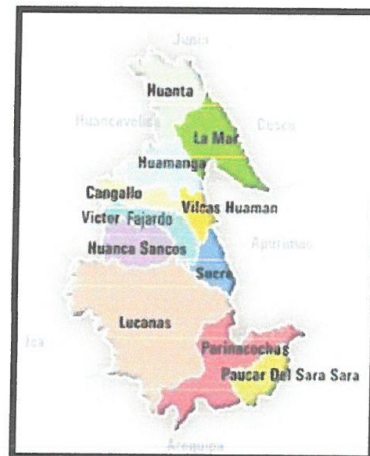 Junín
Huanta
Huancavelica
Cusco
La Mar
Huamanga
Cangallo
Vilcas Huaman
Victor Fajardo
Huanca Sancos
Apurimac
Sucre
Lucanas
Ica
Parinacochas
Paucar Del Sara Sara
Arequipa